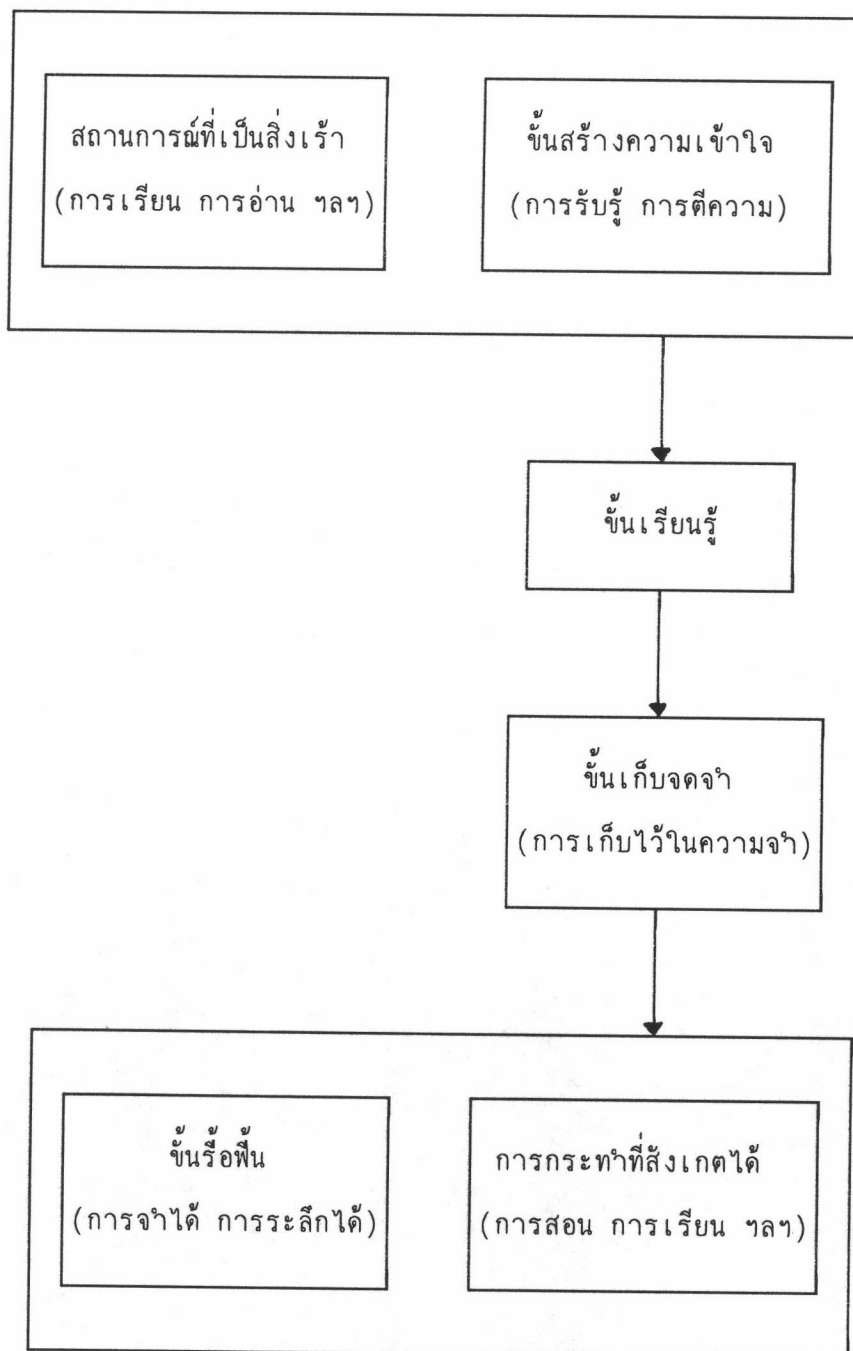 สถานการณ์ที่เป็นสิ่งเร้า
(การเรียน การอ่าน ฯลฯ)
ขั้นสร้างความเข้าใจ
(การรับรู้ การตีความ)
ขั้นเรียนรู้
ขั้นเก็บจดจำ
(การเก็บไว้ในความจำ)
ขั้นรื้อฟื้น
(การจำได้ การระลึกได้)
การกระทำที่สังเกตได้
(การสอน การเรียน ฯลฯ)